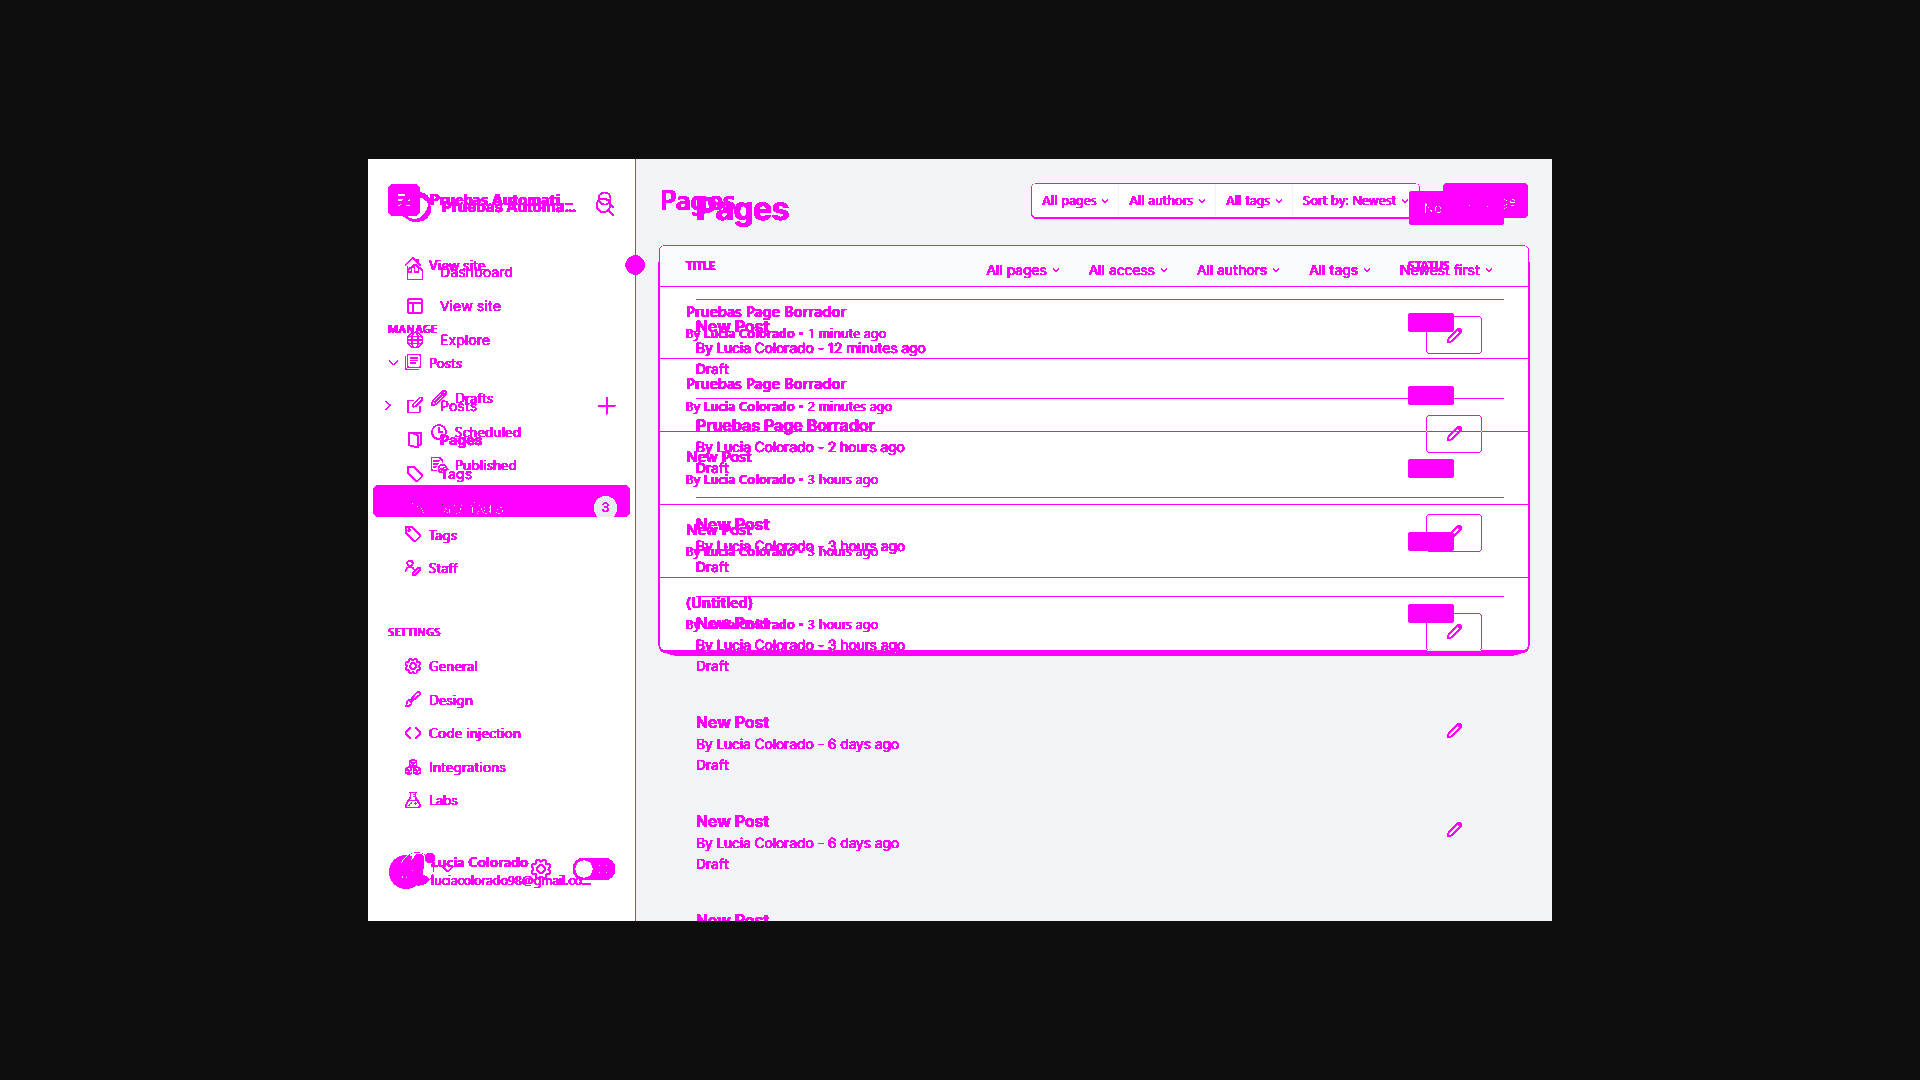 Pruebas Automati...
Pruebas Automa...
View site
Dashboard
View site
MANAGE
Explore
Posts
Drafts
Posts
Scheduled
Pages
Published
Tags
3
Tags
Staff
SETTINGS
General
Design
Code injection
Integrations
Labs
Lucia Colorado
luciacolorado98@gmail.co...
Pages
Pages
All pages
All authors
All tags
Sort by: Newest
TITLE
STATUS
All pages
All access
All authors
All tags
Newest first
Pruebas Page Borrador
New Post
By Lucia Colorado - 1 minute ago
By Lucia Colorado - 12 minutes ago
Draft
Pruebas Page Borrador
By Lucia Colorado - 2 minutes ago
Pruebas Page Borrador
By Lucia Colorado - 2 hours ago
New Post
Draft
By Lucia Colorado - 3 hours ago
New Post
New Post
By Lucia Colorado - 3 hours ago
By Lucia Colorado - 3 hours ago
Draft
(Untitled)
New Post
By Lucia Colorado - 3 hours ago
By Lucia Colorado - 3 hours ago
Draft
New Post
By Lucia Colorado - 6 days ago
Draft
New Post
By Lucia Colorado - 6 days ago
Draft
New Post